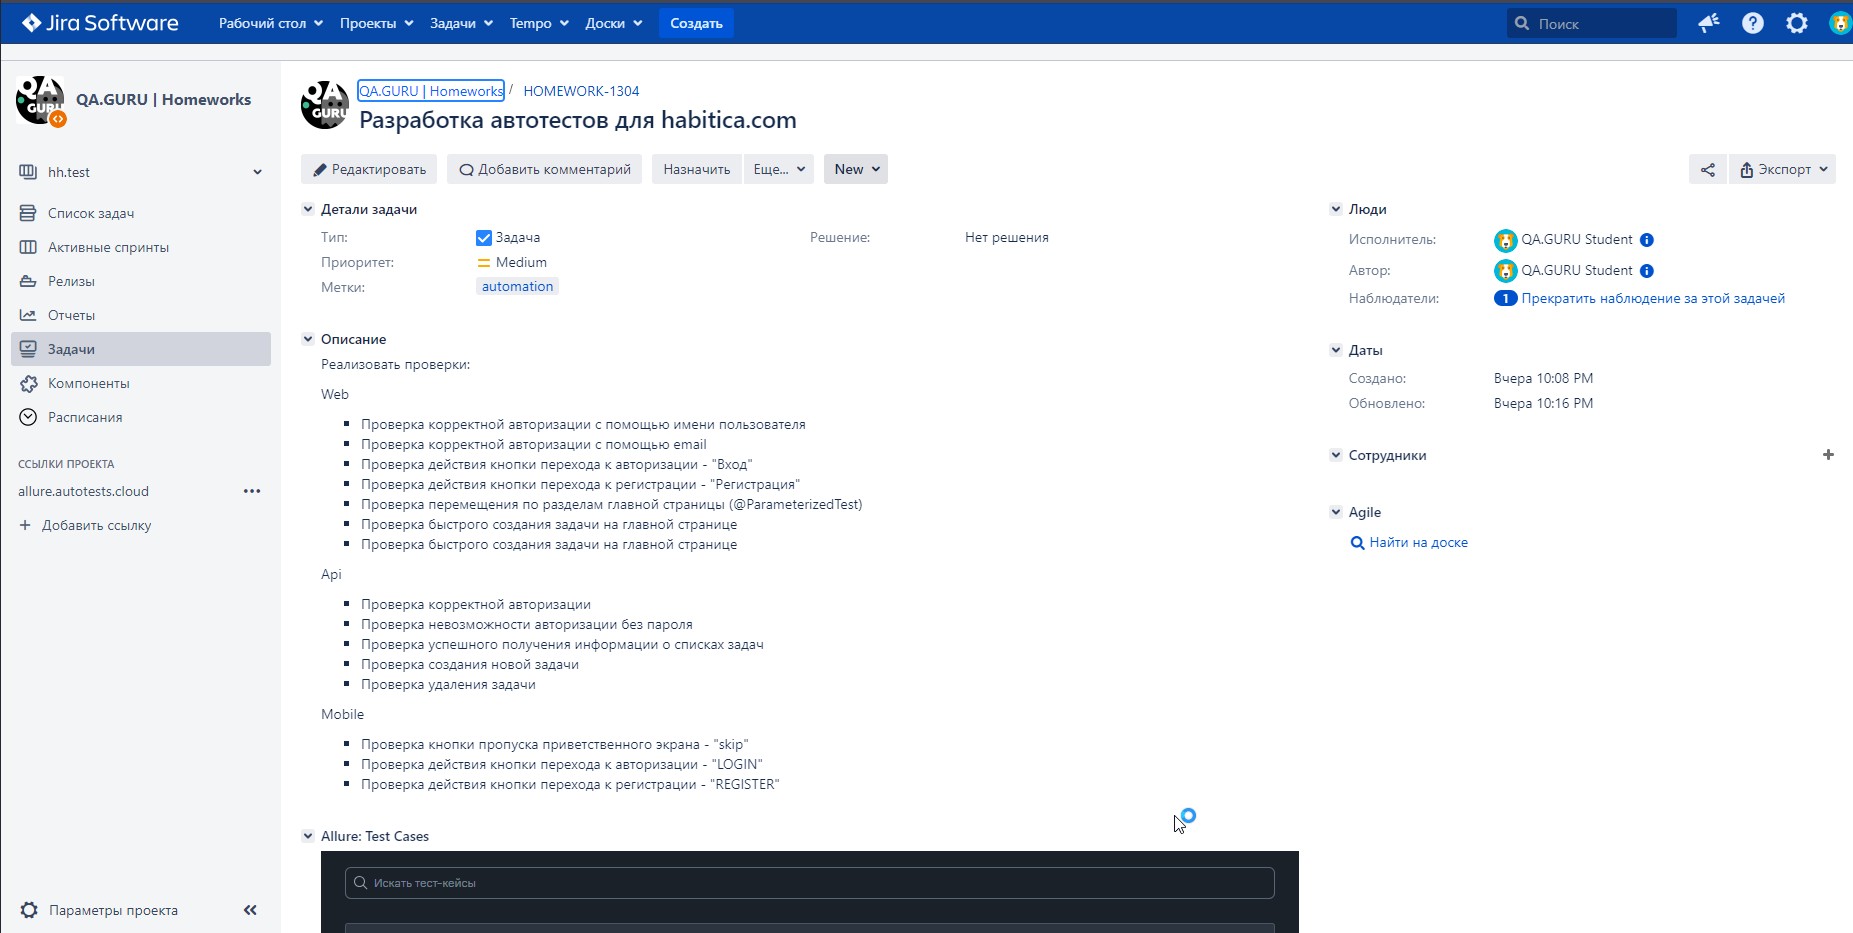 Jira Software
Рабочий стол
Проекты
Задачи
Tempo
Доски
Создать
Поиск
QA GURU
QA.GURU | Homeworks
hh.test
Список задач
Активные спринты
Релизы
Отчеты
Задачи
Компоненты
Расписания
ССЫЛКИ ПРОЕКТА
allure.autotests.cloud
Добавить ссылку
Параметры проекта
QA GURU
QA.GURU | Homeworks / HOMEWORK-1304
Разработка автотестов для habitica.com
Редактировать
Добавить комментарий
Назначить
Еще...
New
Экспорт
Детали задачи
Тип: Задача
Решение: Нет решения
Приоритет: Medium
Метки: automation
Описание
Реализовать проверки:
Web
Проверка корректной авторизации с помощью имени пользователя
Проверка корректной авторизации с помощью email
Проверка действия кнопки перехода к авторизации - "Вход"
Проверка действия кнопки перехода к регистрации - "Регистрация"
Проверка перемещения по разделам главной страницы (@ParameterizedTest)
Проверка быстрого создания задачи на главной странице
Проверка быстрого создания задачи на главной странице
Api
Проверка корректной авторизации
Проверка невозможности авторизации без пароля
Проверка успешного получения информации о списках задач
Проверка создания новой задачи
Проверка удаления задачи
Mobile
Проверка кнопки пропуска приветственного экрана - "skip"
Проверка действия кнопки перехода к авторизации - "LOGIN"
Проверка действия кнопки перехода к регистрации - "REGISTER"
Allure: Test Cases
Искать тест-кейсы
Люди
Исполнитель: QA.GURU Student
Автор: QA.GURU Student
Наблюдатели: 1 Прекратить наблюдение за этой задачей
Даты
Создано: Вчера 10:08 PM
Обновлено: Вчера 10:16 PM
Сотрудники
Agile
Найти на доске